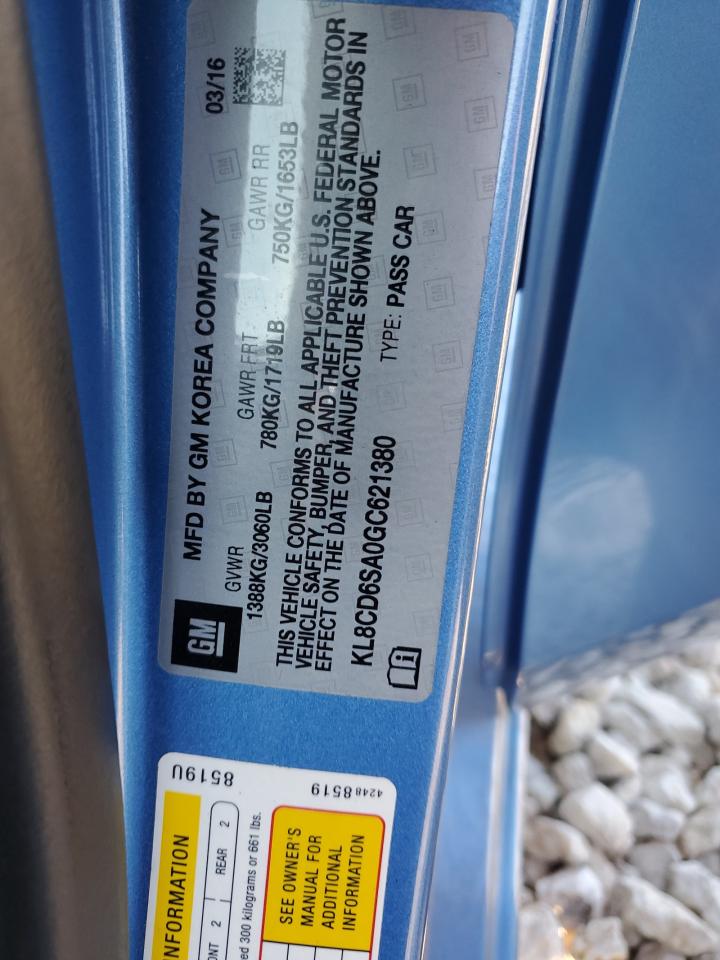 MFD BY GM KOREA COMPANY 03/16
GVWR GAWR FRT GAWR RR
1388KG/3060LB 780KG/1719LB 750KG/1653LB
THIS VEHICLE CONFORMS TO ALL APPLICABLE U.S. FEDERAL MOTOR
VEHICLE SAFETY, BUMPER, AND THEFT PREVENTION STANDARDS IN
EFFECT ON THE DATE OF MANUFACTURE SHOWN ABOVE.
KL8CD6SA0GC621380 TYPE: PASS CAR
GM
8519U
4248 8519
NFORMATION
ONT 2 REAR 2
ed 300 kilograms or 661 lbs.
SEE OWNER'S
MANUAL FOR
ADDITIONAL
INFORMATION